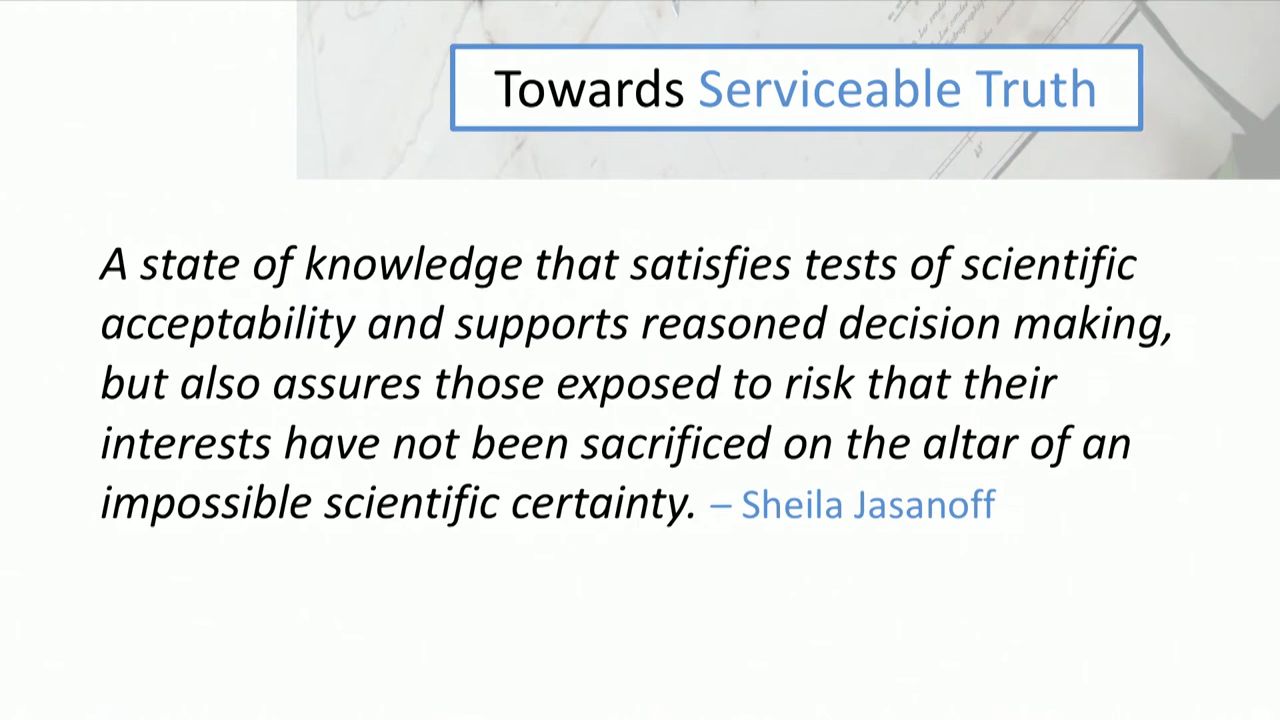 Towards Serviceable Truth
A state of knowledge that satisfies tests of scientific
acceptability and supports reasoned decision making,
but also assures those exposed to risk that their
interests have not been sacrificed on the altar of an
impossible scientific certainty. – Sheila Jasanoff